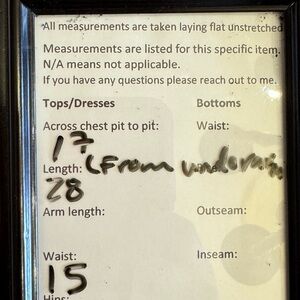 All measurements are taken laying flat unstretched
Measurements are listed for this specific item.
N/A means not applicable.
If you have any questions please reach out to me.
Tops/Dresses Bottoms
Across chest pit to pit: Waist:
17
Length: (From
28
Arm length: Outseam:
Waist: Inseam:
15
Hips: